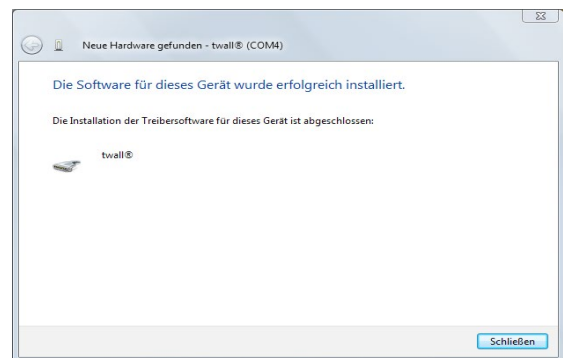 Neue Hardware gefunden - twall® (COM4)
Die Software für dieses Gerät wurde erfolgreich installiert.
Die Installation der Treibersoftware für dieses Gerät ist abgeschlossen:
twall®
Schließen